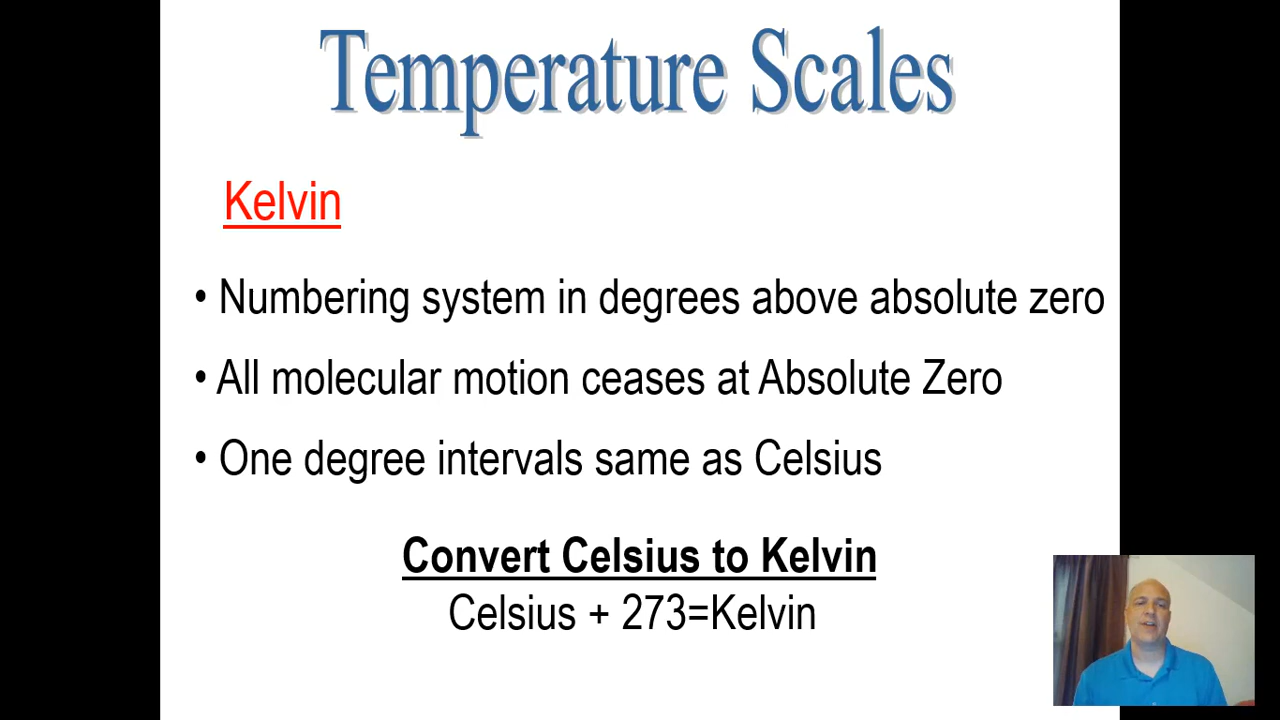 Temperature Scales
Kelvin
• Numbering system in degrees above absolute zero
• All molecular motion ceases at Absolute Zero
• One degree intervals same as Celsius
Convert Celsius to Kelvin
Celsius + 273=Kelvin